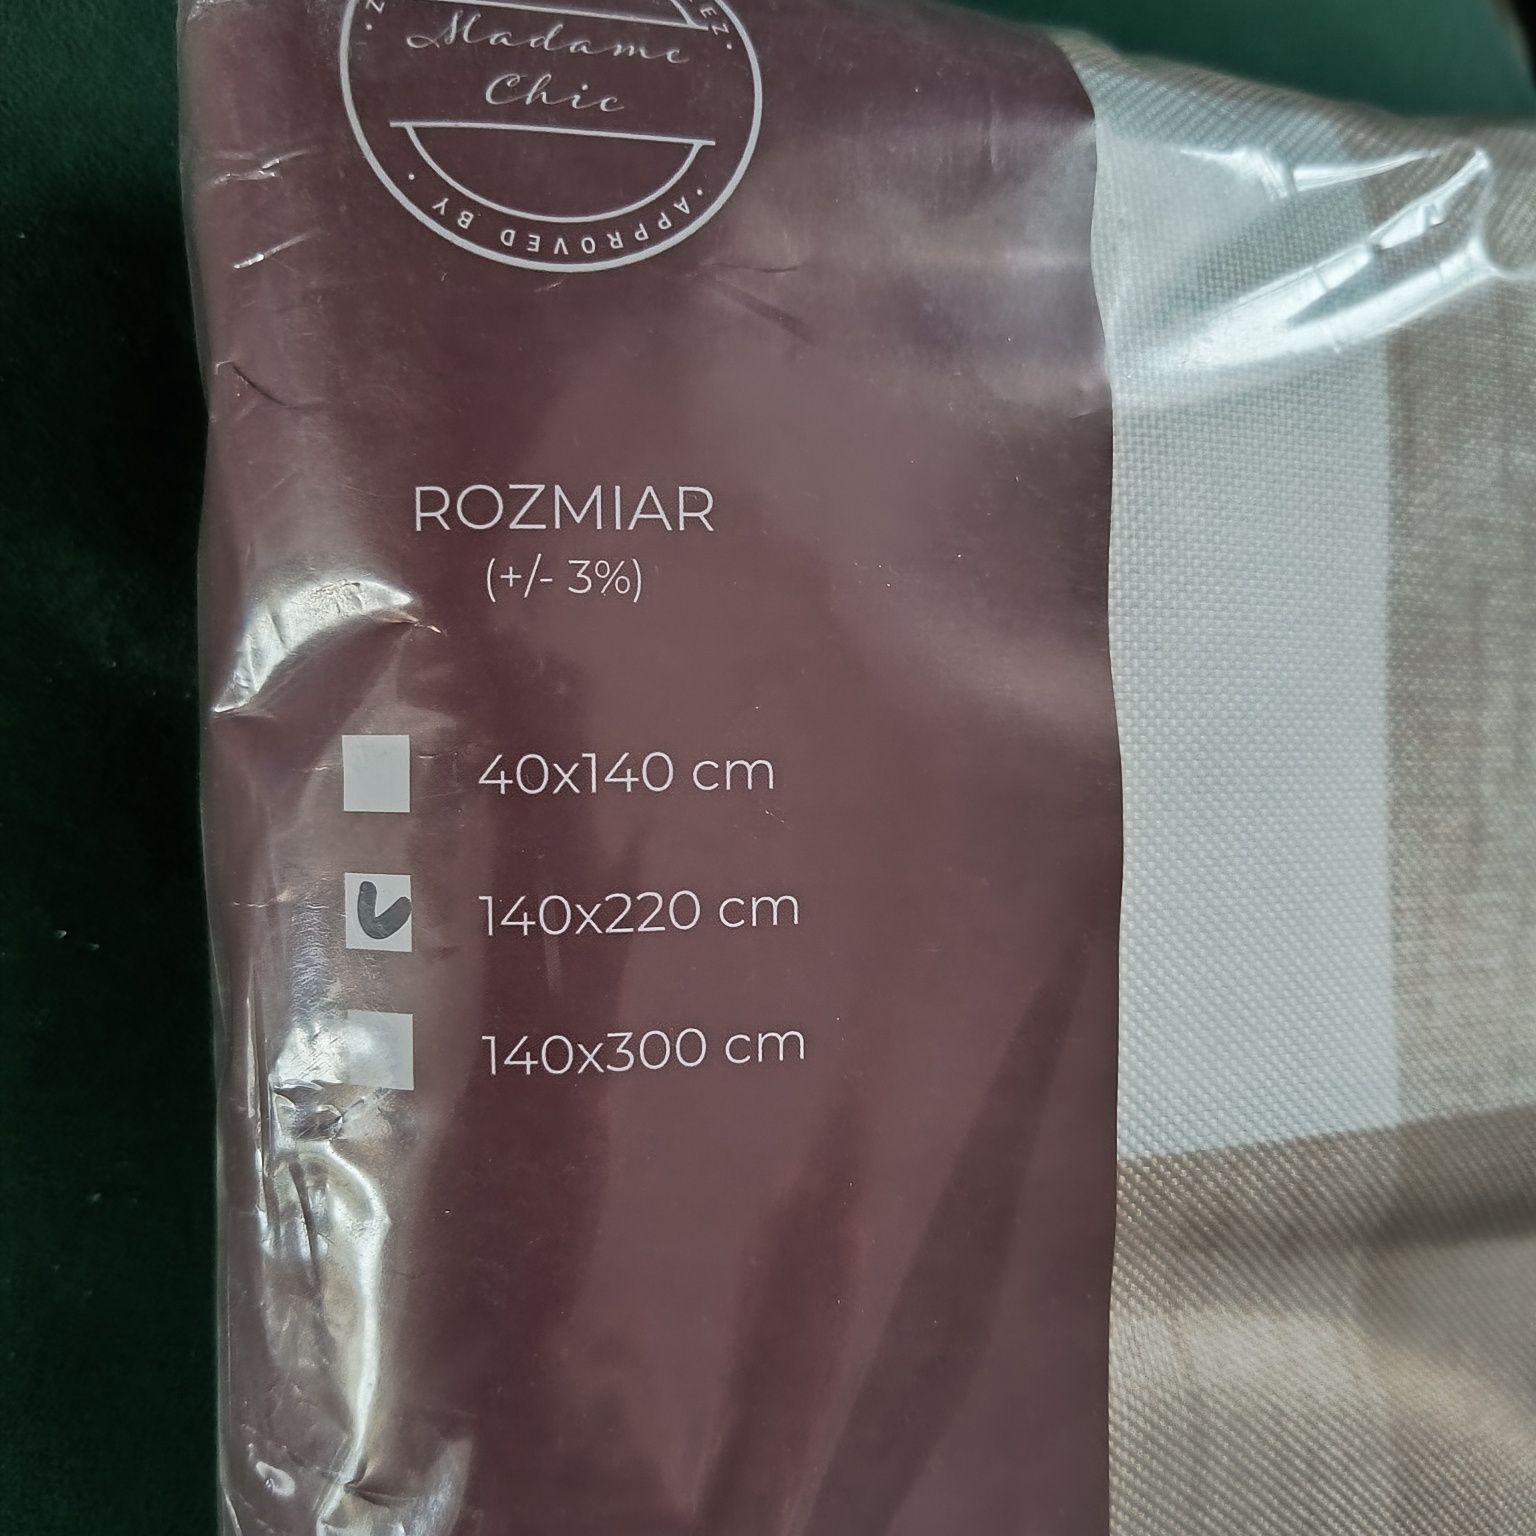 Madame
Chic
APPROVED BY
ROZMIAR
(+/- 3%)
40x140 cm
140x220 cm
140x300 cm